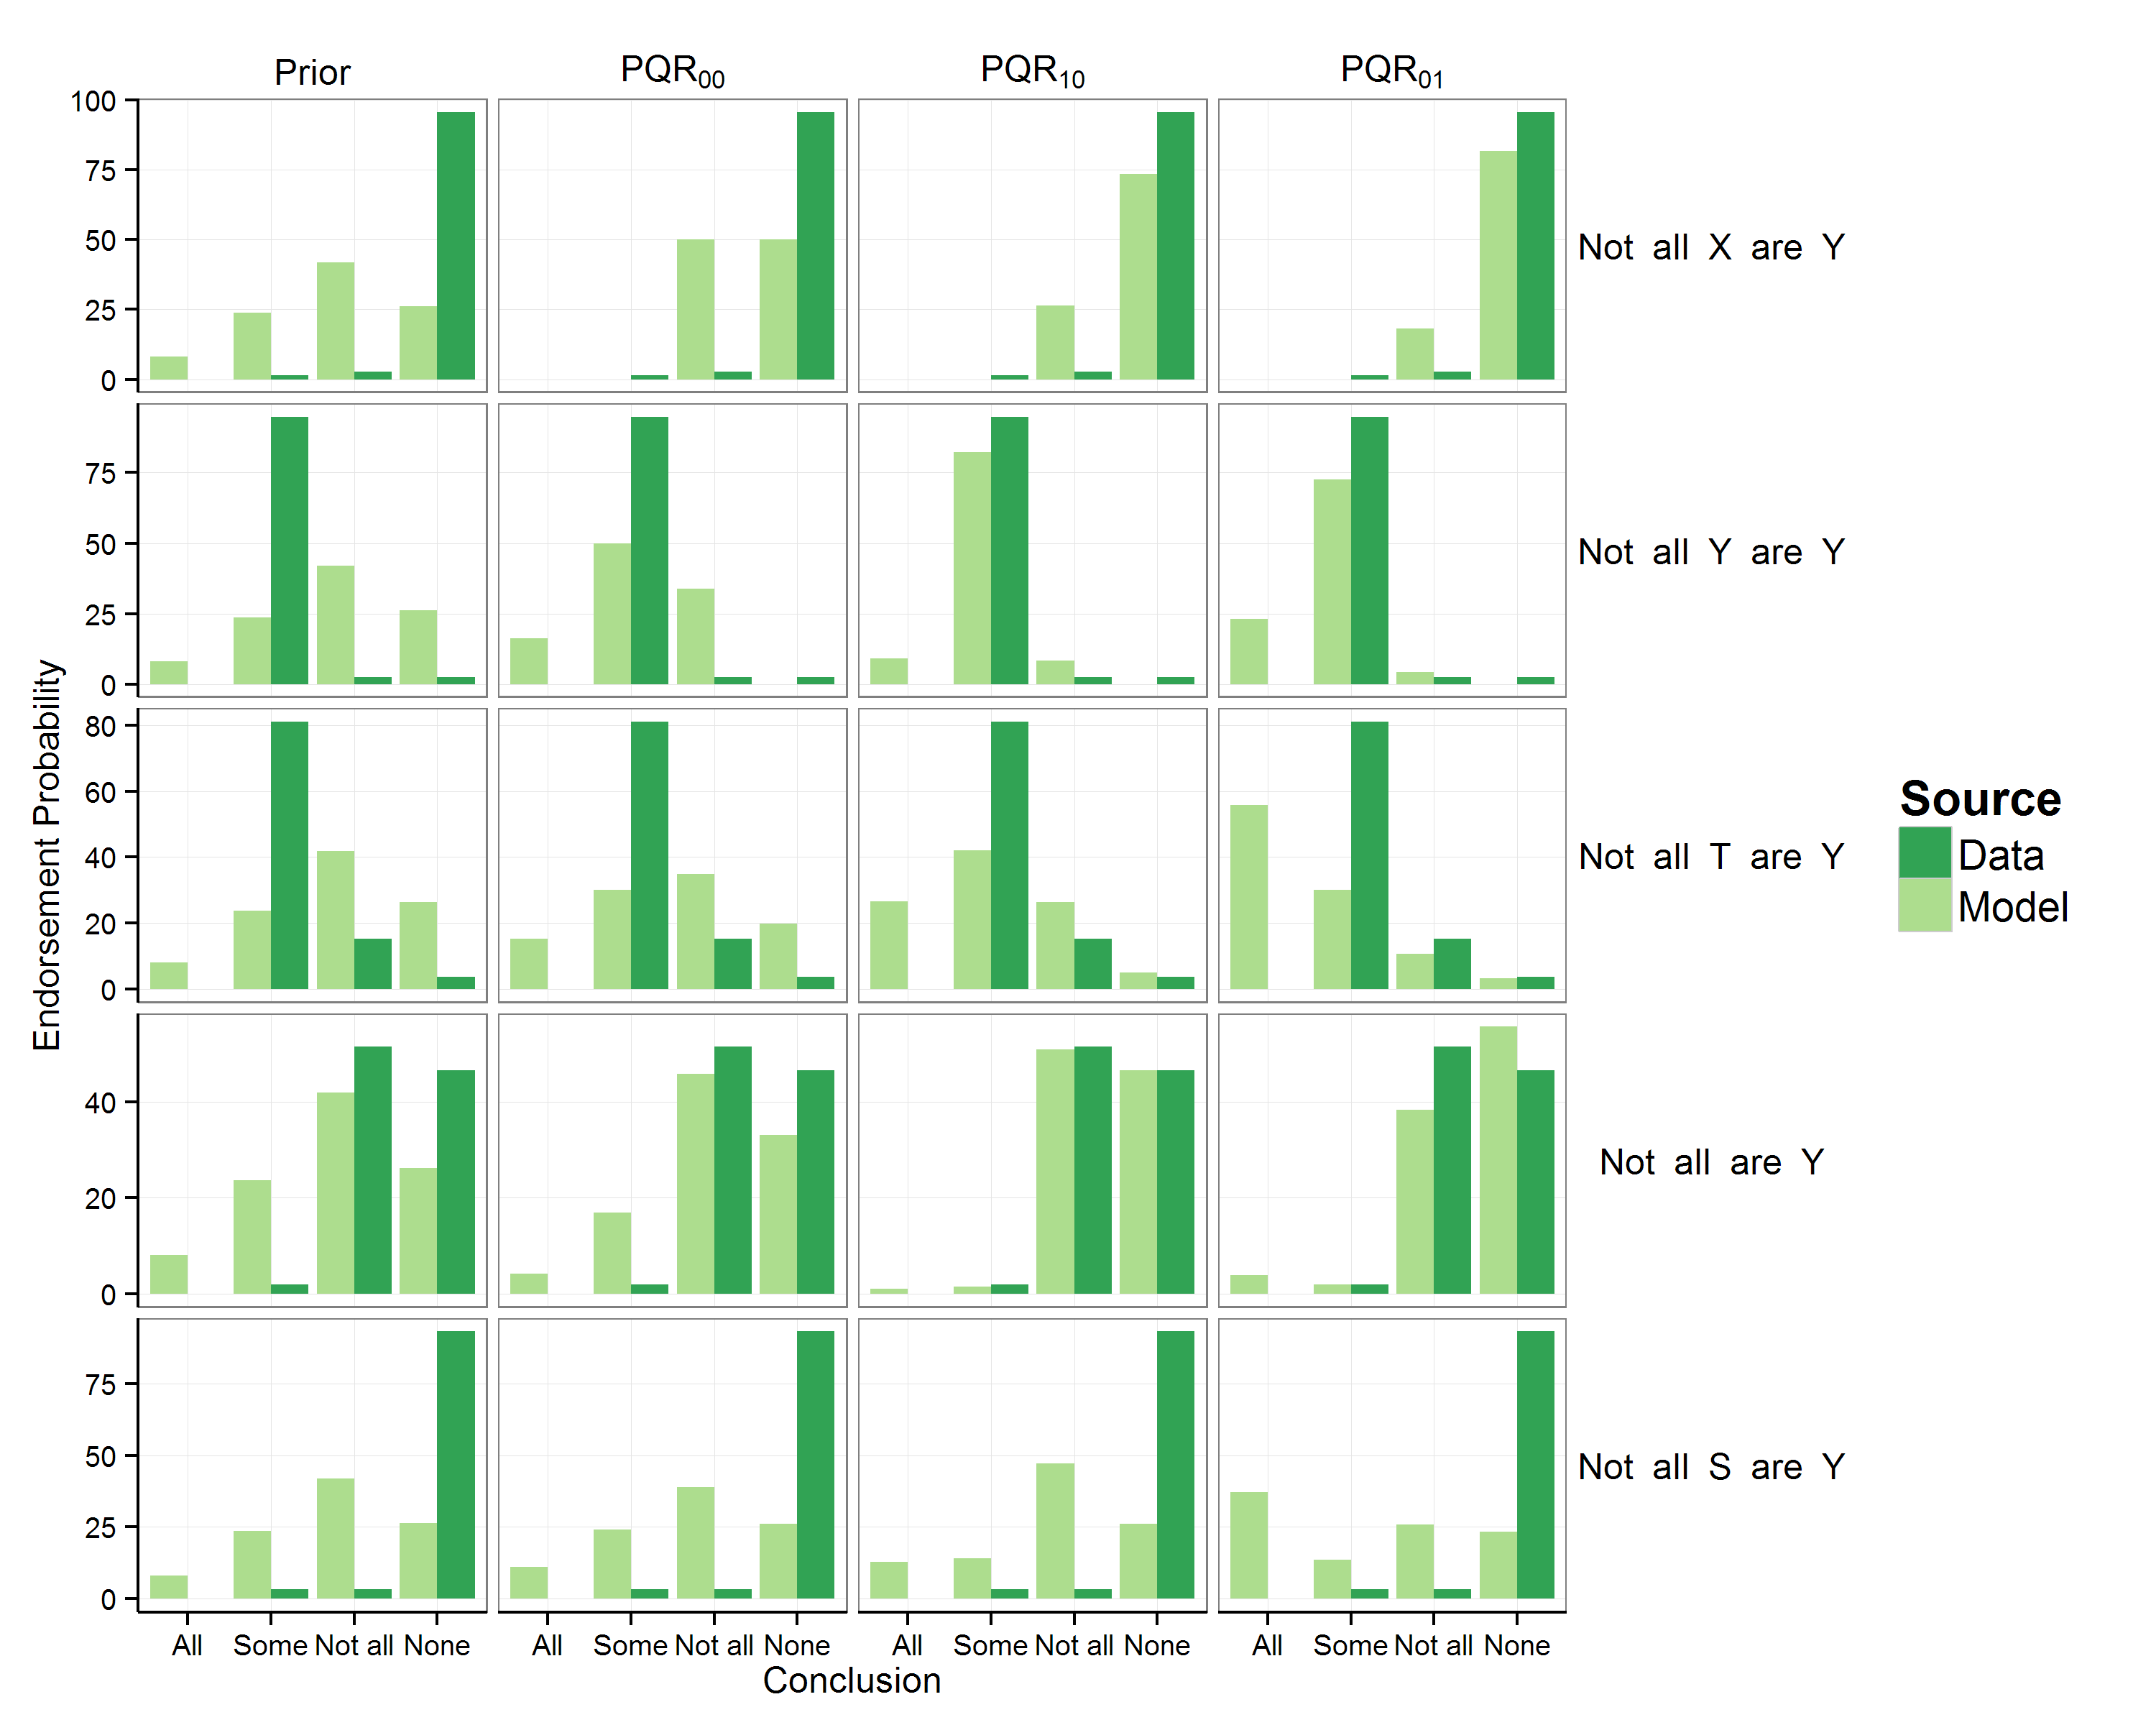 Prior PQR00 PQR10 PQR01
100
75
50
25
0
Not all X are Y
75
50
25
0
Not all Y are Y
80
60
40
20
0
Not all T are Y
40
20
0
Not all are Y
75
50
25
0
Not all S are Y
Endorsement Probability
All Some Not all None All Some Not all None All Some Not all None All Some Not all None
Conclusion
Source
Data
Model